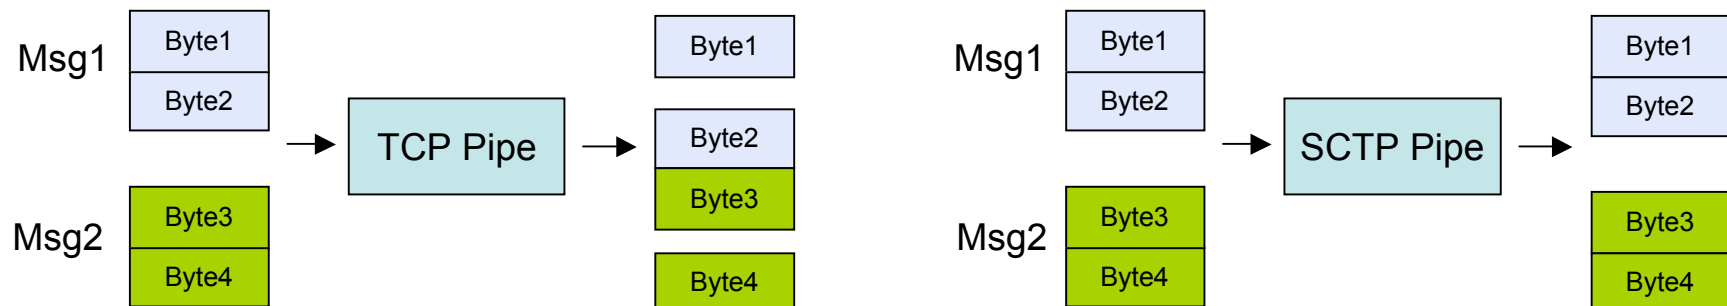 Msg1
Byte1
Byte2
Msg2
Byte3
Byte4
TCP Pipe
Byte1
Byte2
Byte3
Byte4
Msg1
Byte1
Byte2
Msg2
Byte3
Byte4
SCTP Pipe
Byte1
Byte2
Byte3
Byte4